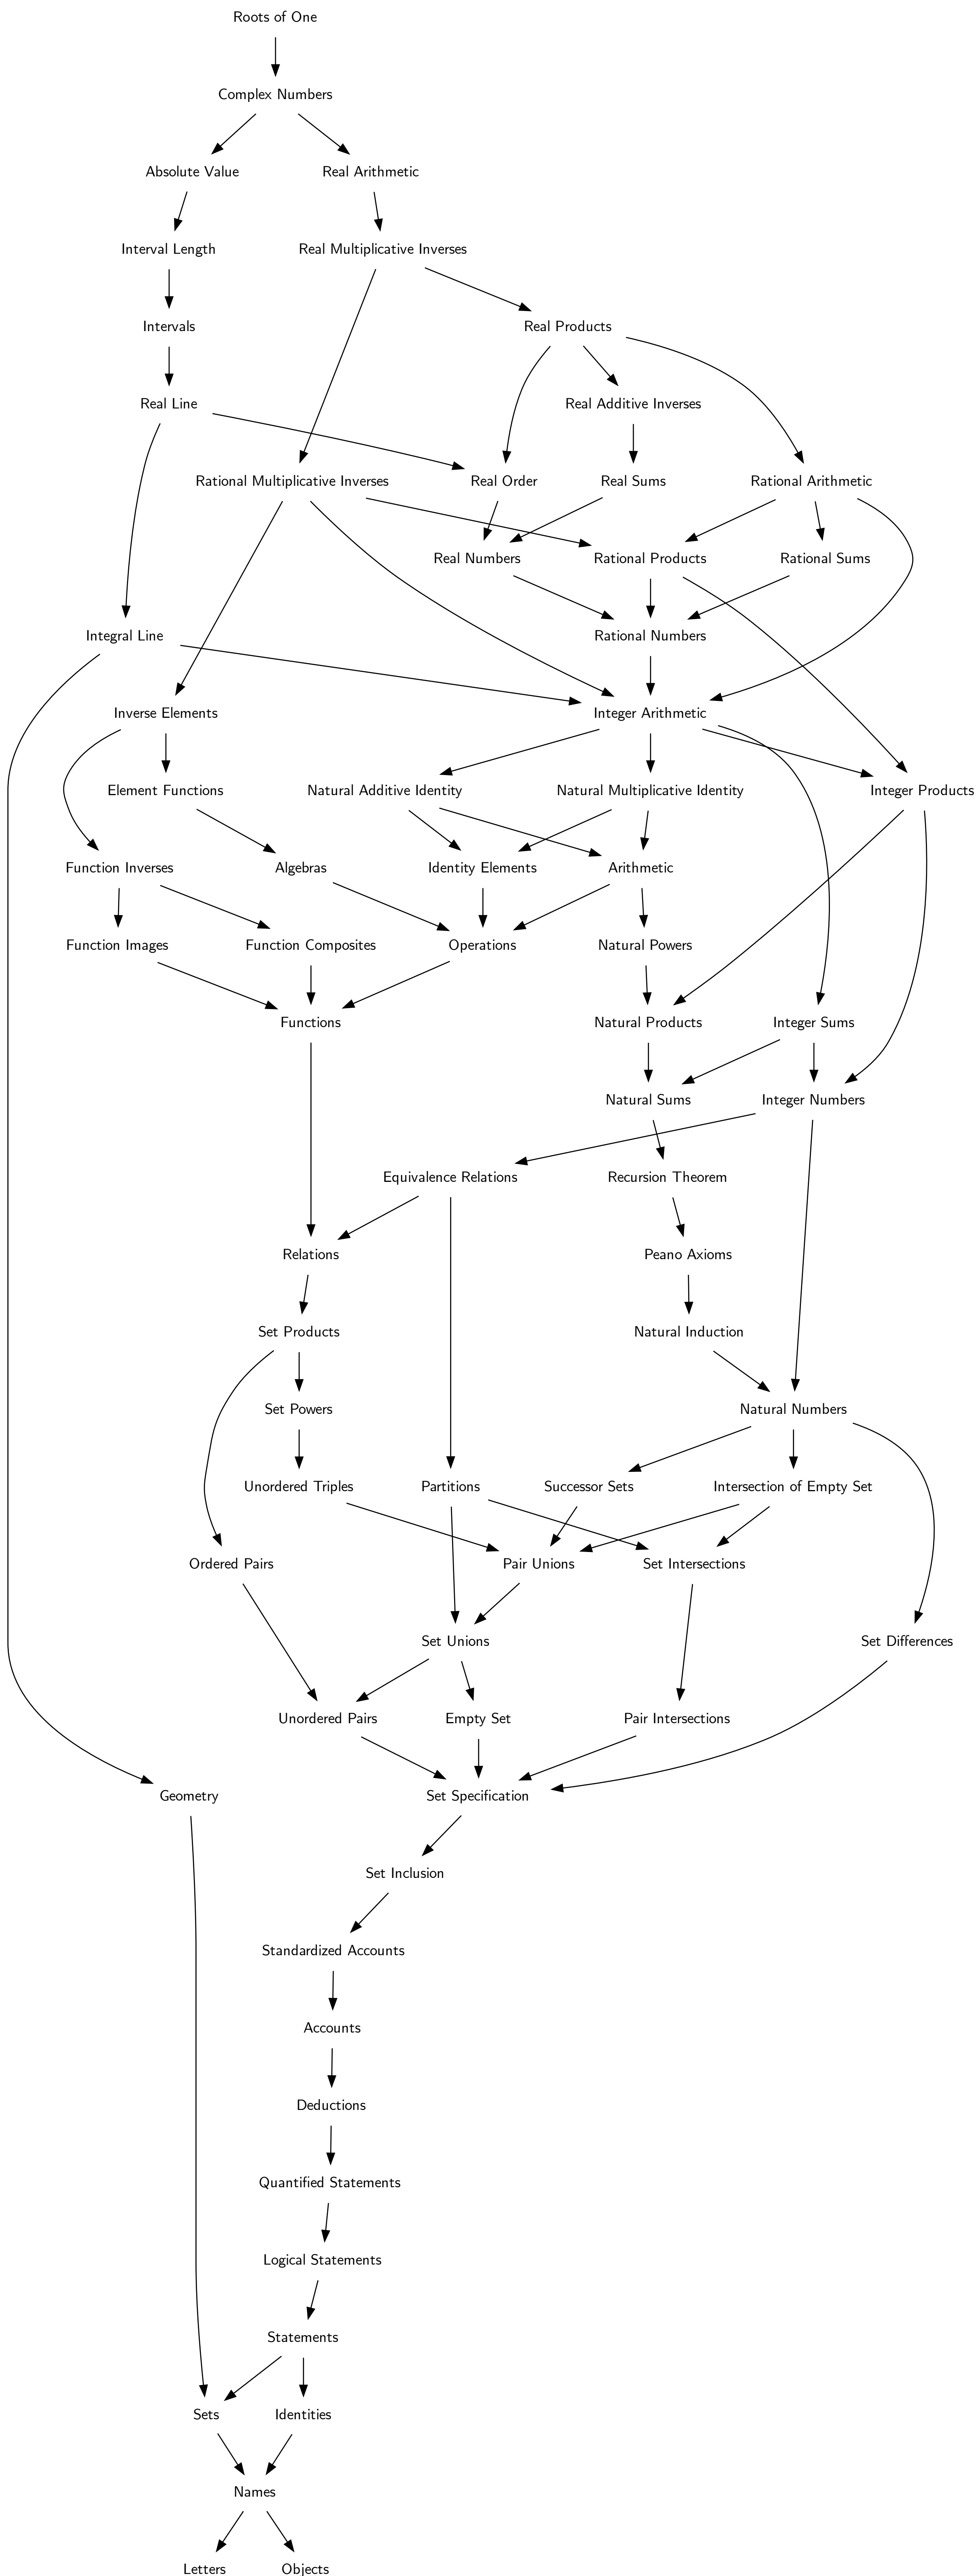 Roots of One
Complex Numbers
Absolute Value
Real Arithmetic
Interval Length
Real Multiplicative Inverses
Intervals
Real Products
Real Line
Real Additive Inverses
Rational Multiplicative Inverses
Real Order
Real Sums
Rational Arithmetic
Real Numbers
Rational Products
Rational Sums
Integral Line
Rational Numbers
Inverse Elements
Integer Arithmetic
Element Functions
Natural Additive Identity
Natural Multiplicative Identity
Integer Products
Function Inverses
Algebras
Identity Elements
Arithmetic
Function Images
Function Composites
Operations
Natural Powers
Functions
Natural Products
Integer Sums
Natural Sums
Integer Numbers
Equivalence Relations
Recursion Theorem
Relations
Peano Axioms
Set Products
Natural Induction
Set Powers
Natural Numbers
Unordered Triples
Partitions
Successor Sets
Intersection of Empty Set
Ordered Pairs
Pair Unions
Set Intersections
Set Unions
Set Differences
Unordered Pairs
Empty Set
Pair Intersections
Geometry
Set Specification
Set Inclusion
Standardized Accounts
Accounts
Deductions
Quantified Statements
Logical Statements
Statements
Sets
Identities
Names
Letters
Objects